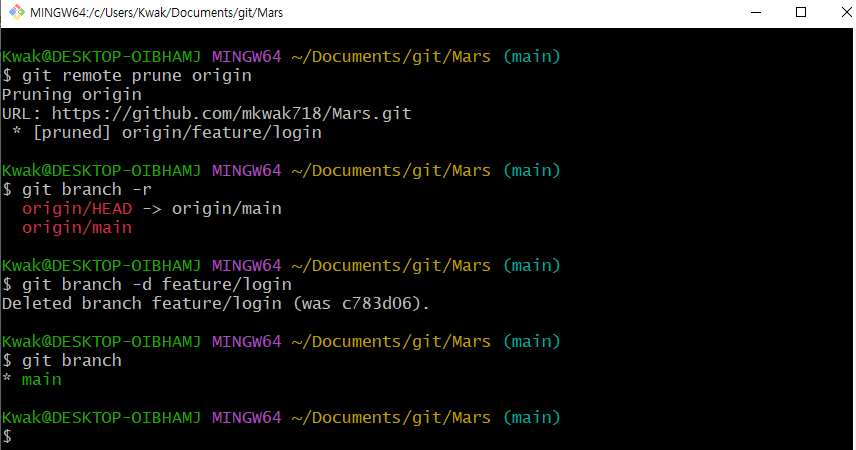 MINGW64:/c/Users/Kwak/Documents/git/Mars
Kwak@DESKTOP-OIBHAMJ MINGW64 ~/Documents/git/Mars (main)
$ git remote prune origin
Pruning origin
URL: https://github.com/mkwak718/Mars.git
 * [pruned] origin/feature/login
Kwak@DESKTOP-OIBHAMJ MINGW64 ~/Documents/git/Mars (main)
$ git branch -r
  origin/HEAD -> origin/main
  origin/main
Kwak@DESKTOP-OIBHAMJ MINGW64 ~/Documents/git/Mars (main)
$ git branch -d feature/login
Deleted branch feature/login (was c783d06).
Kwak@DESKTOP-OIBHAMJ MINGW64 ~/Documents/git/Mars (main)
$ git branch
* main
Kwak@DESKTOP-OIBHAMJ MINGW64 ~/Documents/git/Mars (main)
$